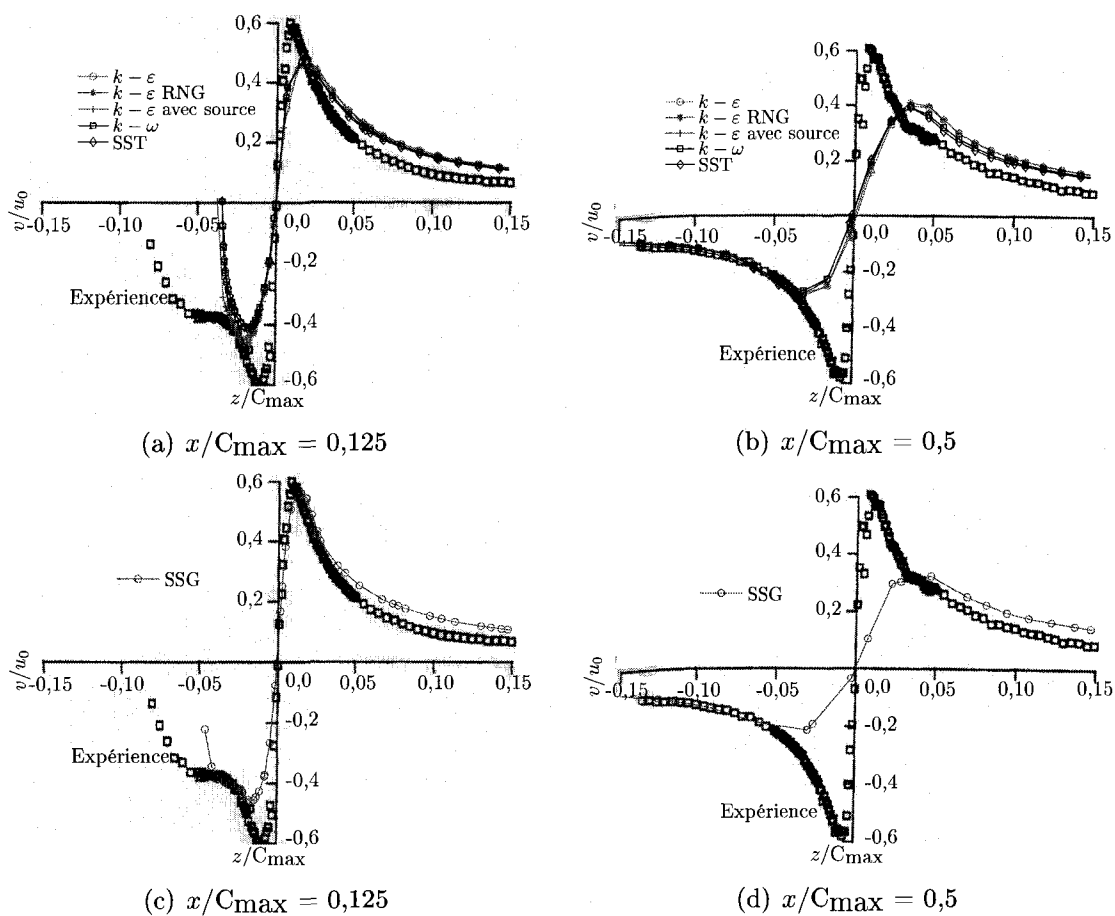 0,6
0,4
0,2
k − ε
k − ε RNG
k − ε avec source
k − ω
SST
v/u0
-0,15
-0,10
-0,05
0,0
0,05
0,10
0,15
-0,2
-0,4
-0,6
Expérience
z/Cmax
(a) x/Cmax = 0,125
0,6
0,4
0,2
k − ε
k − ε RNG
k − ε avec source
k − ω
SST
v/u0
-0,15
-0,10
-0,05
0,0
0,05
0,10
0,15
-0,2
-0,4
-0,6
Expérience
z/Cmax
(b) x/Cmax = 0,5
0,6
0,4
0,2
SSG
v/u0
-0,15
-0,10
-0,05
0,0
0,05
0,10
0,15
-0,2
-0,4
-0,6
Expérience
z/Cmax
(c) x/Cmax = 0,125
0,6
0,4
0,2
SSG
v/u0
-0,15
-0,10
-0,05
0,0
0,05
0,10
0,15
-0,2
-0,4
-0,6
Expérience
z/Cmax
(d) x/Cmax = 0,5